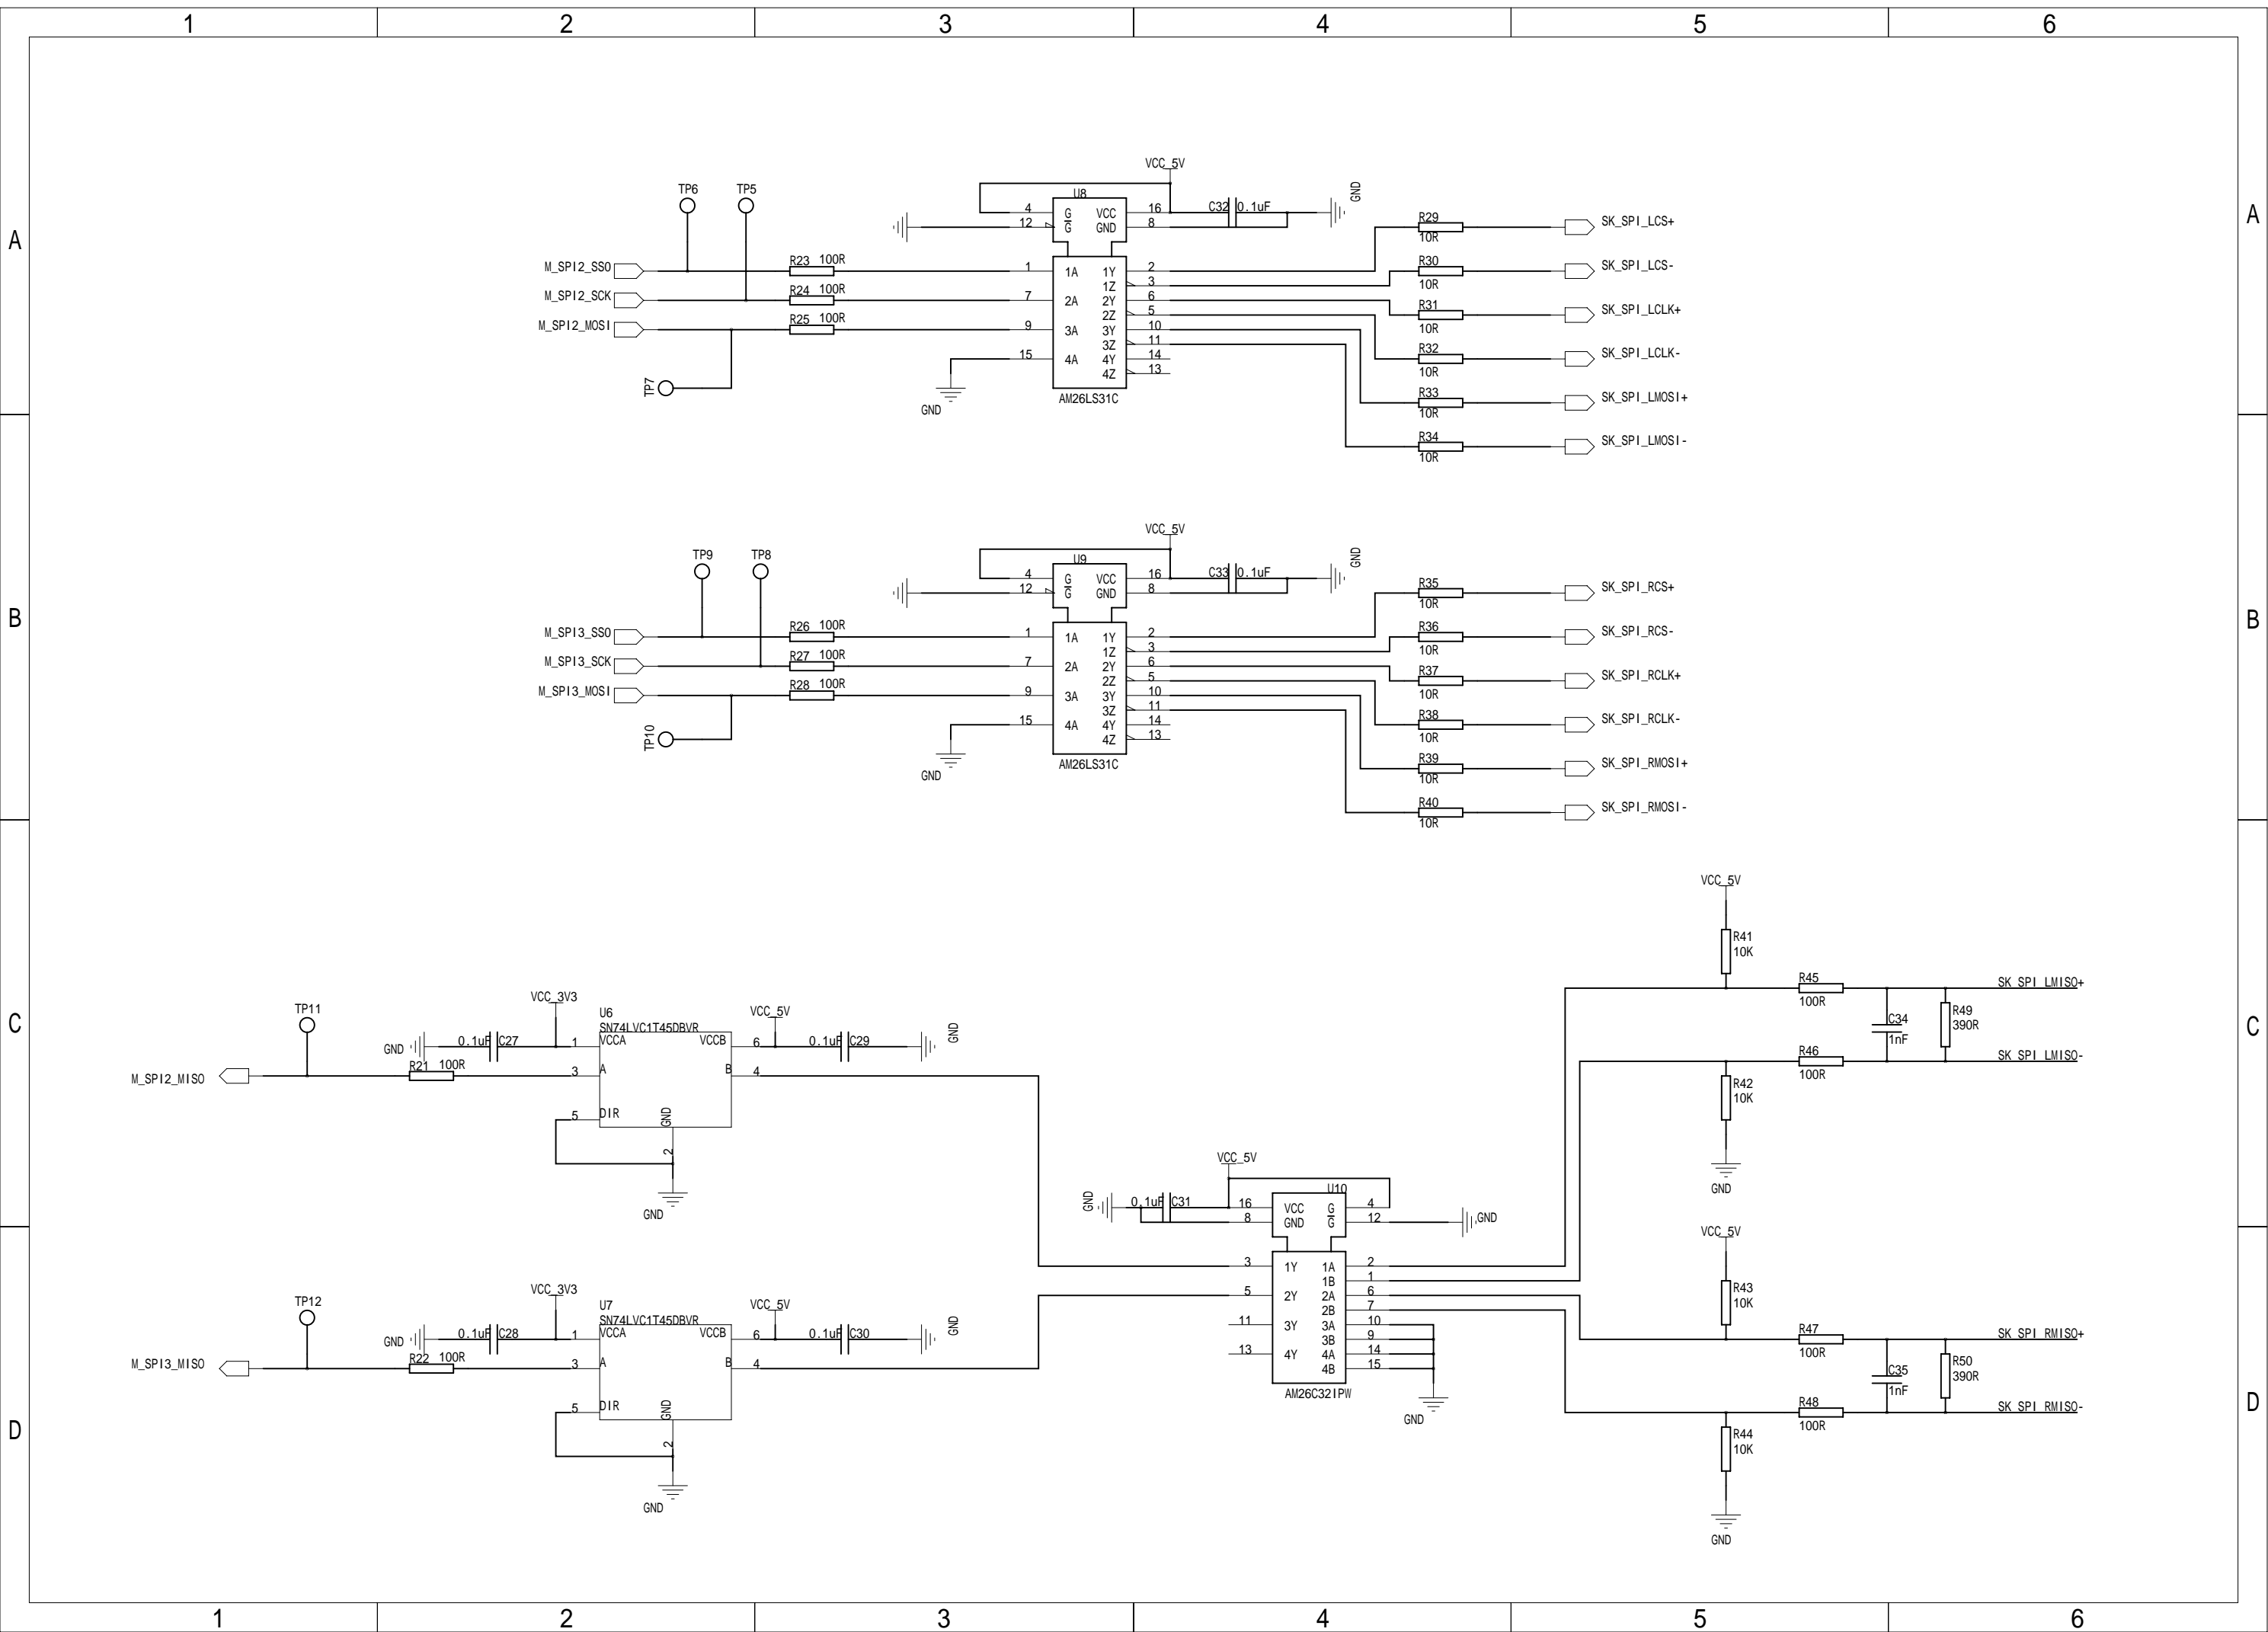 1 2 3 4 5 6
A A
B B
C C
D D
VCC_5V
TP6 TP5
U8
4 G VCC 16 C32 0.1uF GND
12 G GND 8
M_SPI2_SS0 R23 100R 1 1A 1Y 2
1Z 3
M_SPI2_SCK R24 100R 7 2A 2Y 6
2Z 5
M_SPI2_MOSI R25 100R 9 3A 3Y 10
3Z 11
15 4A 4Y 14
4Z 13
TP7
GND
AM26LS31C
R29 10R SK_SPI_LCS+
R30 10R SK_SPI_LCS-
R31 10R SK_SPI_LCLK+
R32 10R SK_SPI_LCLK-
R33 10R SK_SPI_LMOSI+
R34 10R SK_SPI_LMOSI-
VCC_5V
TP9 TP8
U9
4 G VCC 16 C33 0.1uF GND
12 G GND 8
M_SPI3_SS0 R26 100R 1 1A 1Y 2
1Z 3
M_SPI3_SCK R27 100R 7 2A 2Y 6
2Z 5
M_SPI3_MOSI R28 100R 9 3A 3Y 10
3Z 11
15 4A 4Y 14
4Z 13
TP10
GND
AM26LS31C
R35 10R SK_SPI_RCS+
R36 10R SK_SPI_RCS-
R37 10R SK_SPI_RCLK+
R38 10R SK_SPI_RCLK-
R39 10R SK_SPI_RMOSI+
R40 10R SK_SPI_RMOSI-
TP11
VCC_3V3
U6
SN74LVC1T45DBVR
VCC_5V
GND 0.1uF C27 1 VCCA VCCB 6 0.1uF C29 GND
M_SPI2_MISO R21 100R 3 A B 4
5 DIR GND
2
GND
TP12
VCC_3V3
U7
SN74LVC1T45DBVR
VCC_5V
GND 0.1uF C28 1 VCCA VCCB 6 0.1uF C30 GND
M_SPI3_MISO R22 100R 3 A B 4
5 DIR GND
2
GND
VCC_5V
U10
GND 0.1uF C31 16 VCC G 4
8 GND G 12 GND
3 1Y 1A 2
1B 1
5 2Y 2A 6
2B 7
11 3Y 3A 10
3B 9
13 4Y 4A 14
4B 15
AM26C32IPW
GND
VCC_5V
R41
10K
R45
100R
SK_SPI_LMISO+
C34
1nF
R49
390R
R46
100R
SK_SPI_LMISO-
R42
10K
GND
VCC_5V
R43
10K
R47
100R
SK_SPI_RMISO+
C35
1nF
R50
390R
R48
100R
SK_SPI_RMISO-
R44
10K
GND
1 2 3 4 5 6